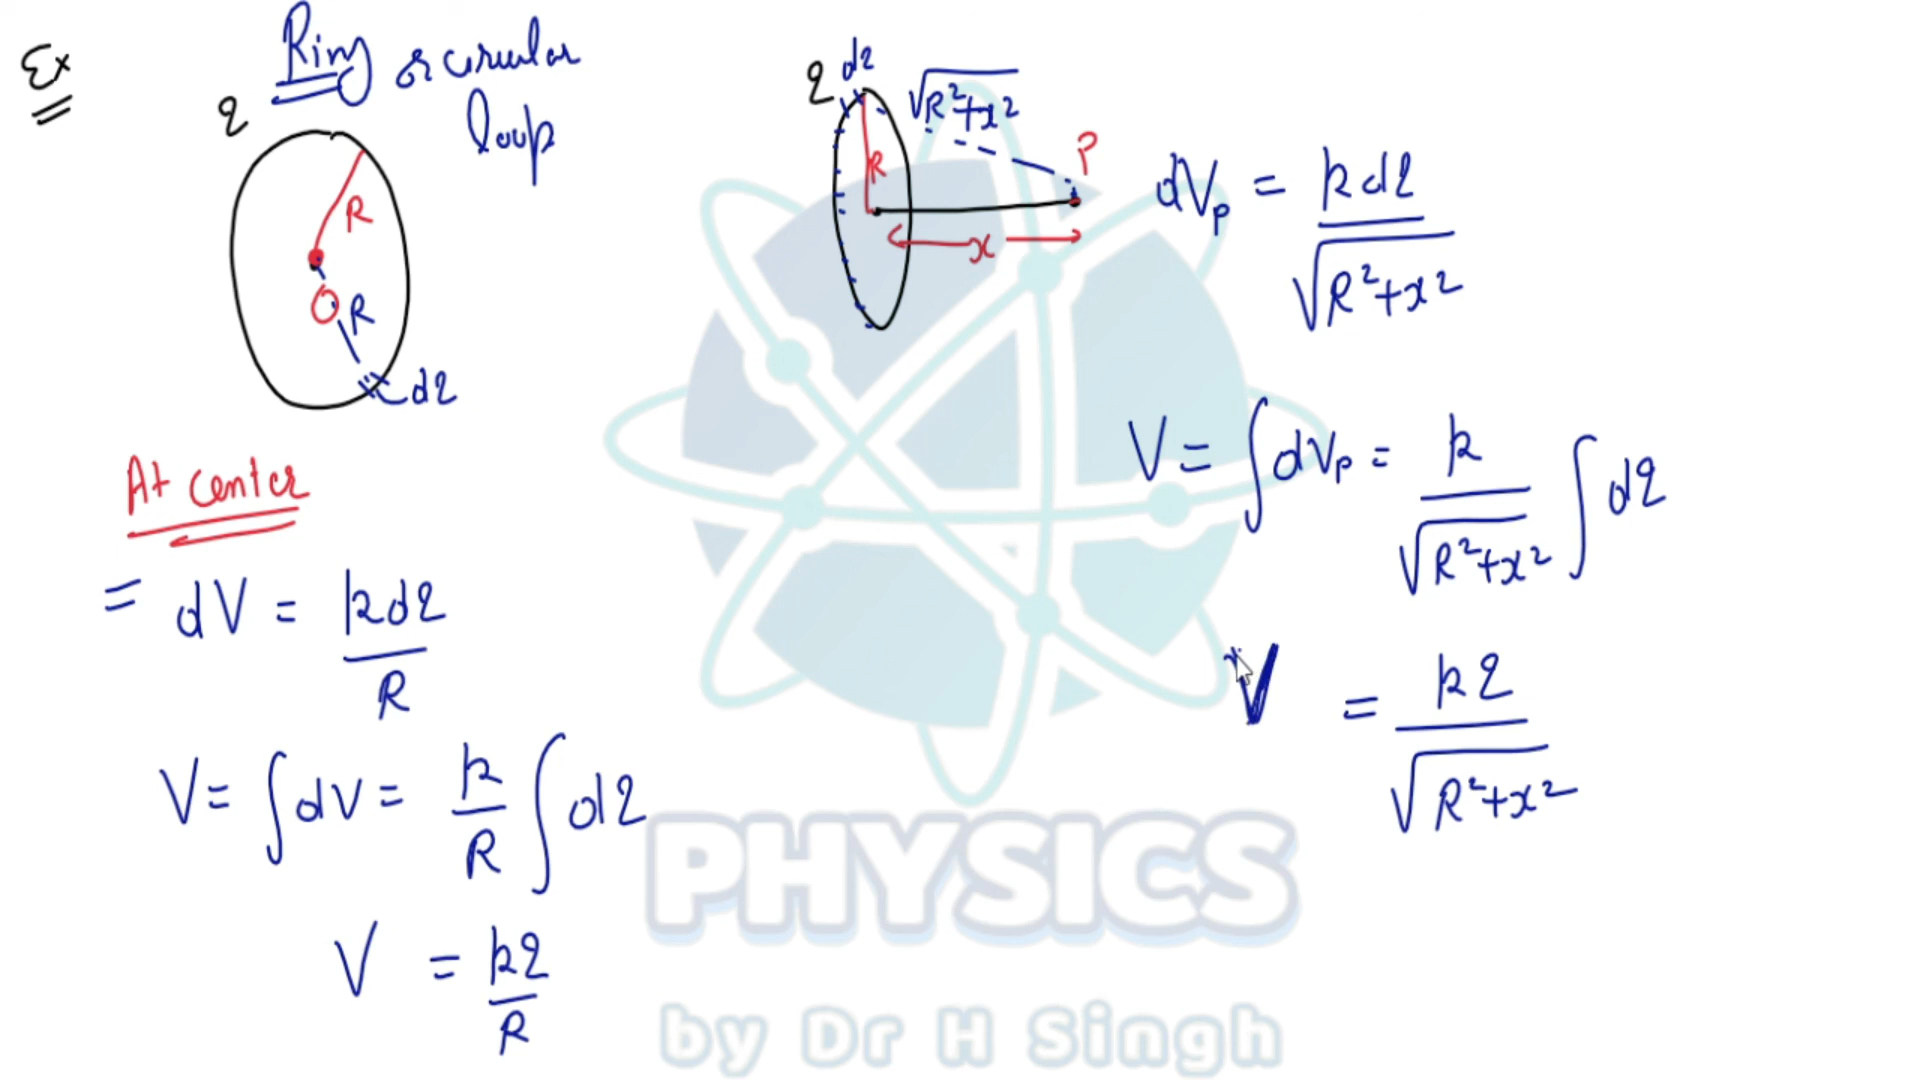 Ex
Ring or circular
loop
q
R
O
R
dq
At center
= dV = kdq / R
V = ∫dV = k/R ∫dq
V = kq / R
q dq
√R²+x²
R
P
x
dVp = kdq / √R²+x²
V = ∫dVp = k / √R²+x² ∫dq
V = kq / √R²+x²
PHYSICS
by Dr H Singh